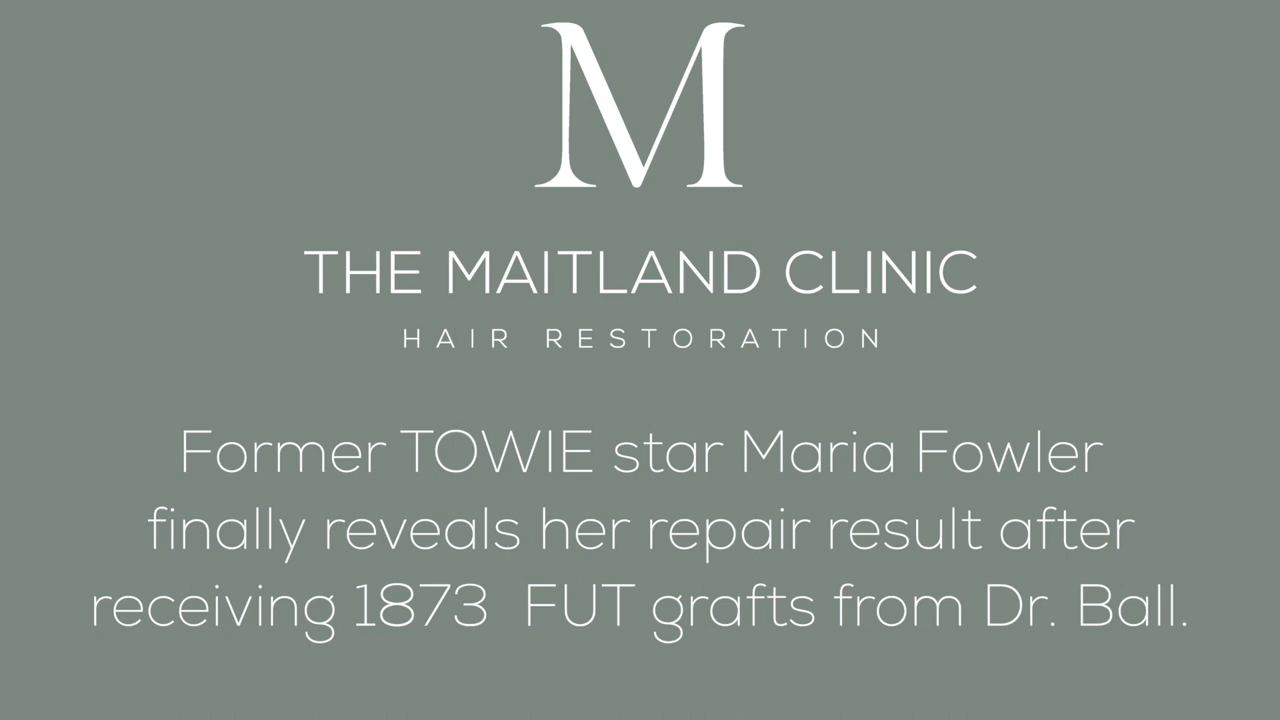 M
THE MAITLAND CLINIC
HAIR RESTORATION
Former TOWIE star Maria Fowler
finally reveals her repair result after
receiving 1873  FUT grafts from Dr. Ball.